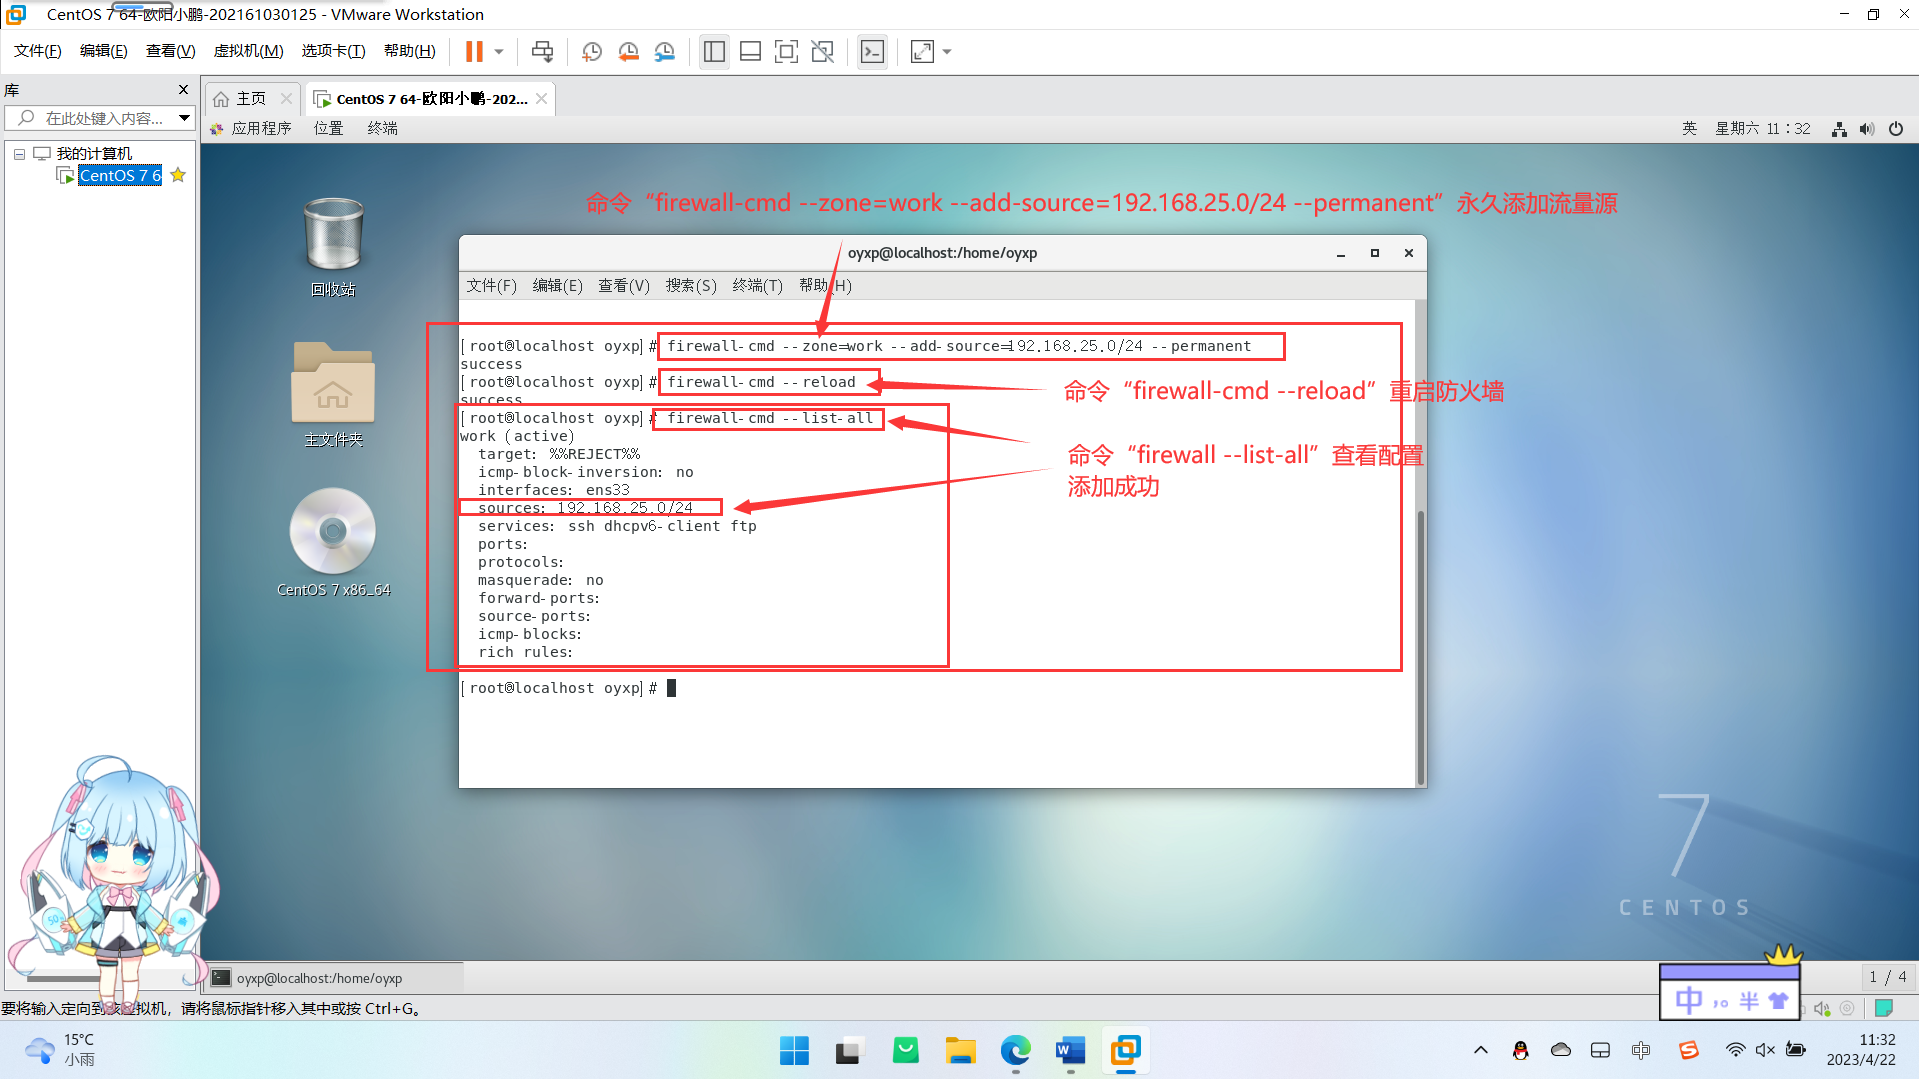 CentOS 7 64-欧阳小鹏-202161030125 - VMware Workstation
文件(F) 编辑(E) 查看(V) 虚拟机(M) 选项卡(T) 帮助(H)
库
在此处键入内容...
我的计算机
CentOS 7 6
主页
CentOS 7 64-欧阳小鹏-202...
应用程序 位置 终端
英 星期六 11:32
回收站
主文件夹
CentOS 7 x86_64
命令“firewall-cmd --zone=work --add-source=192.168.25.0/24 --permanent”永久添加流量源
oyxp@localhost:/home/oyxp
文件(F) 编辑(E) 查看(V) 搜索(S) 终端(T) 帮助(H)
[root@localhost oyxp]# firewall-cmd --zone=work --add-source=192.168.25.0/24 --permanent
success
[root@localhost oyxp]# firewall-cmd --reload
success
命令“firewall-cmd --reload”重启防火墙
[root@localhost oyxp]# firewall-cmd --list-all
work (active)
target: %%REJECT%%
icmp-block-inversion: no
interfaces: ens33
sources: 192.168.25.0/24
services: ssh dhcpv6-client ftp
ports:
protocols:
masquerade: no
forward-ports:
source-ports:
icmp-blocks:
rich rules:
命令“firewall --list-all”查看配置
添加成功
[root@localhost oyxp]#
7
CENTOS
oyxp@localhost:/home/oyxp
1 / 4
中 ,。 半
要将输入定向到该虚拟机，请将鼠标指针移入其中或按 Ctrl+G。
15°C
小雨
中
11:32
2023/4/22